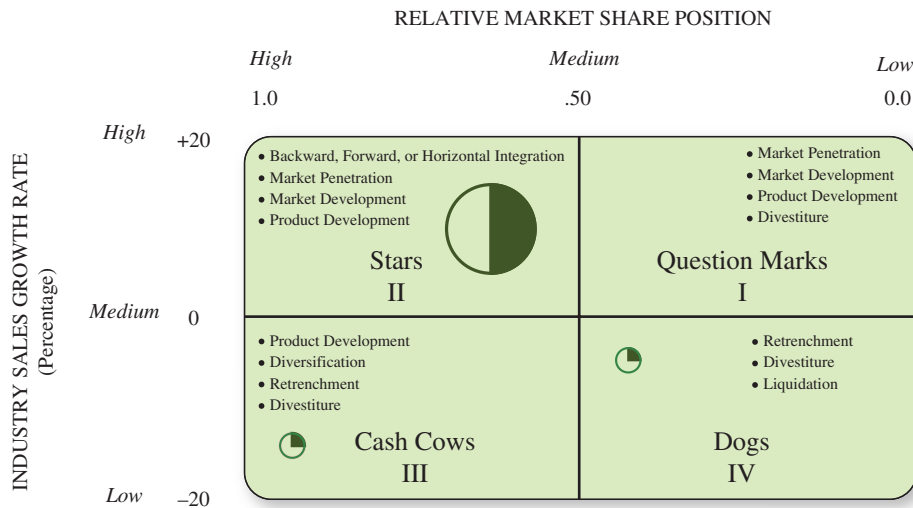 RELATIVE MARKET SHARE POSITION
High
Medium
Low
1.0
.50
0.0
INDUSTRY SALES GROWTH RATE
(Percentage)
High
+20
Medium
0
Low
–20
• Backward, Forward, or Horizontal Integration
• Market Penetration
• Market Development
• Product Development
Stars
II
• Market Penetration
• Market Development
• Product Development
• Divestiture
Question Marks
I
• Product Development
• Diversification
• Retrenchment
• Divestiture
Cash Cows
III
• Retrenchment
• Divestiture
• Liquidation
Dogs
IV